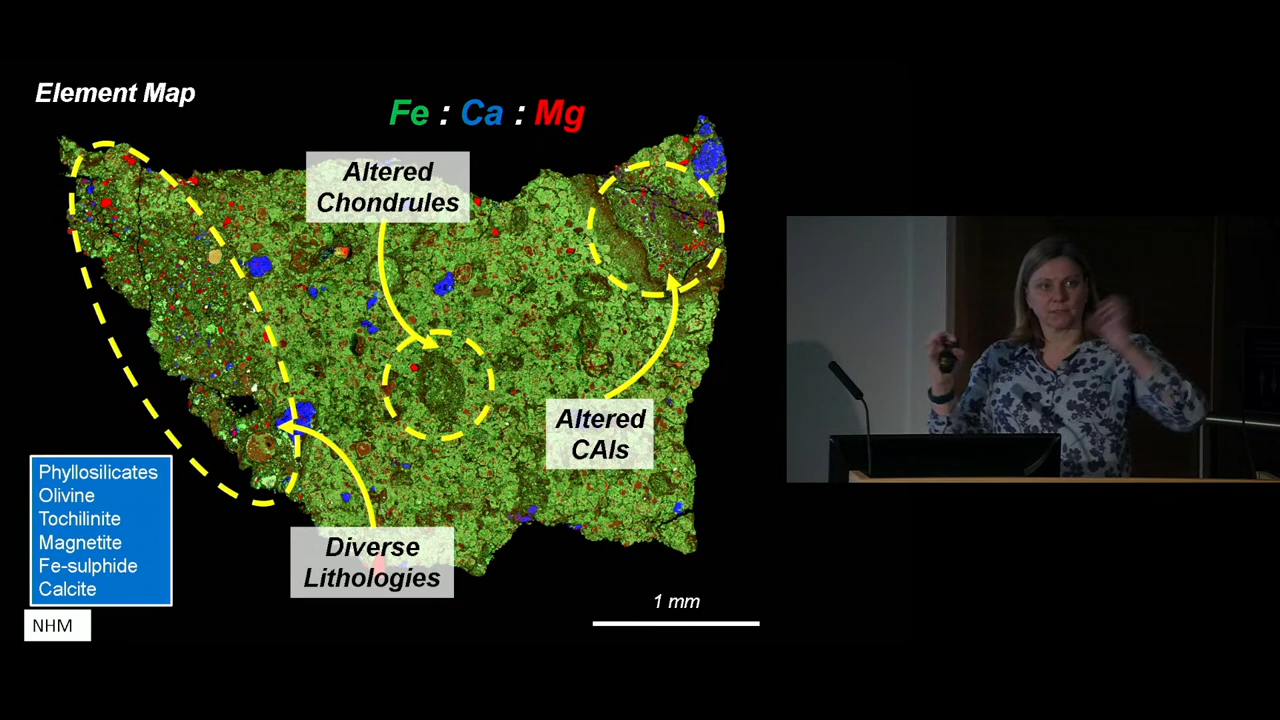 Element Map
Fe : Ca : Mg
Altered
Chondrules
Altered
CAIs
Diverse
Lithologies
Phyllosilicates
Olivine
Tochilinite
Magnetite
Fe-sulphide
Calcite
NHM
1 mm